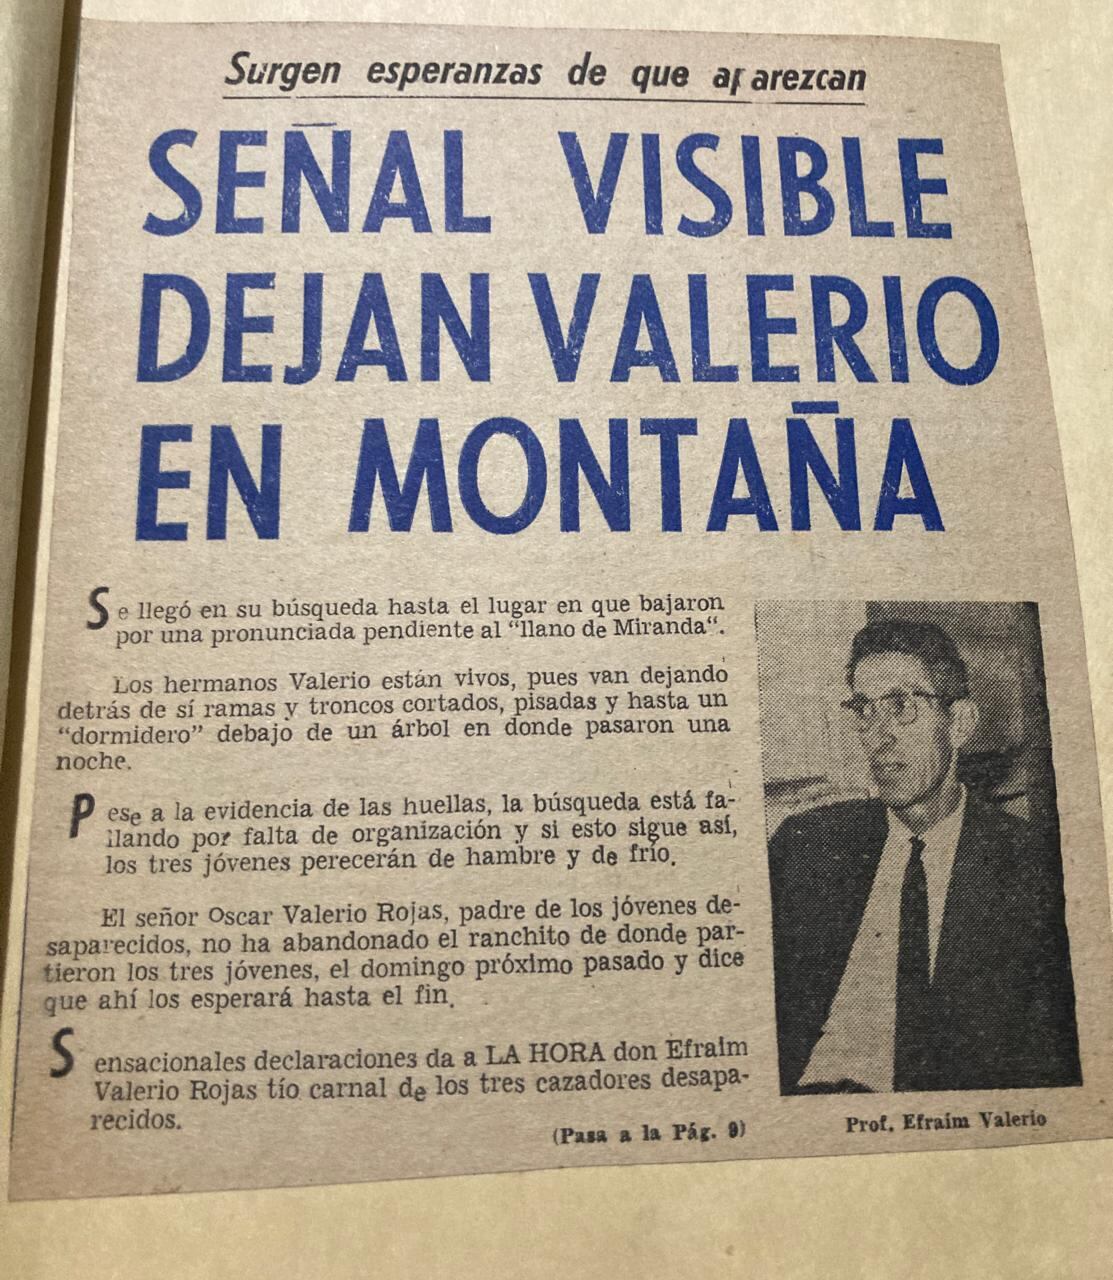 Surgen esperanzas de que aparezcan
SEÑAL VISIBLE
DEJAN VALERIO
EN MONTAÑA
Se llegó en su búsqueda hasta el lugar en que bajaron
por una pronunciada pendiente al “llano de Miranda“.
Los hermanos Valerio están vivos, pues van dejando
detrás de sí ramas y troncos cortados, pisadas y hasta un
“dormidero” debajo de un árbol en donde pasaron una
noche.
Pese a la evidencia de las huellas, la búsqueda está fa-
llando por falta de organización y si esto sigue así,
los tres jóvenes perecerán de hambre y de frío.
El señor Oscar Valerio Rojas, padre de los jóvenes de-
saparecidos, no ha abandonado el ranchito de donde par-
tieron los tres jóvenes, el domingo próximo pasado y dice
que ahí los esperará hasta el fin.
Sensacionales declaraciones da a LA HORA don Efraim
Valerio Rojas tío carnal de los tres cazadores desapa-
recidos.
(Pasa a la Pág. 9)
Prof. Efraim Valerio